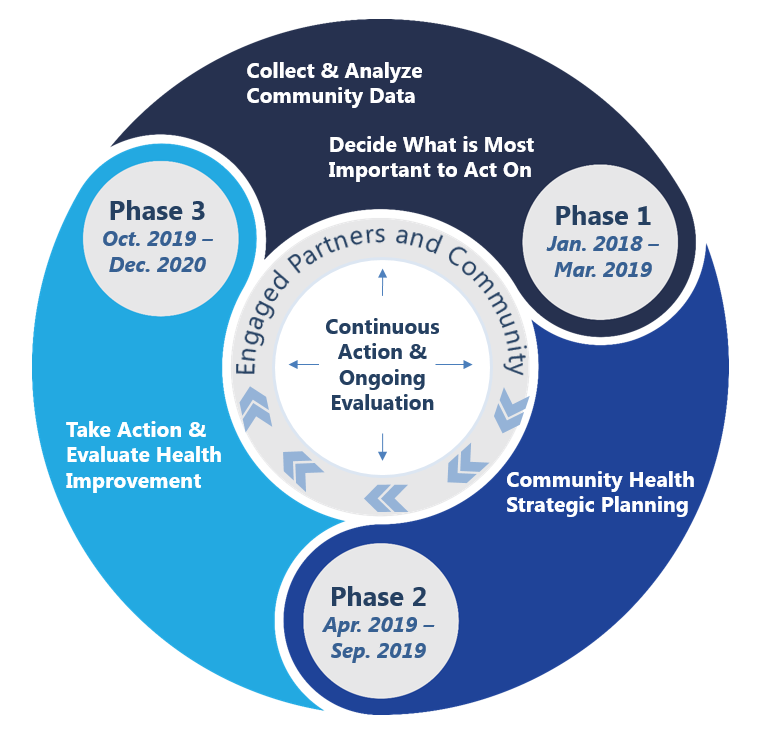 Collect & Analyze
Community Data
Decide What is Most
Important to Act On
Phase 1
Jan. 2018 –
Mar. 2019
Community Health
Strategic Planning
Phase 2
Apr. 2019 –
Sep. 2019
Take Action &
Evaluate Health
Improvement
Phase 3
Oct. 2019 –
Dec. 2020
Engaged Partners and Community
Continuous
Action &
Ongoing
Evaluation